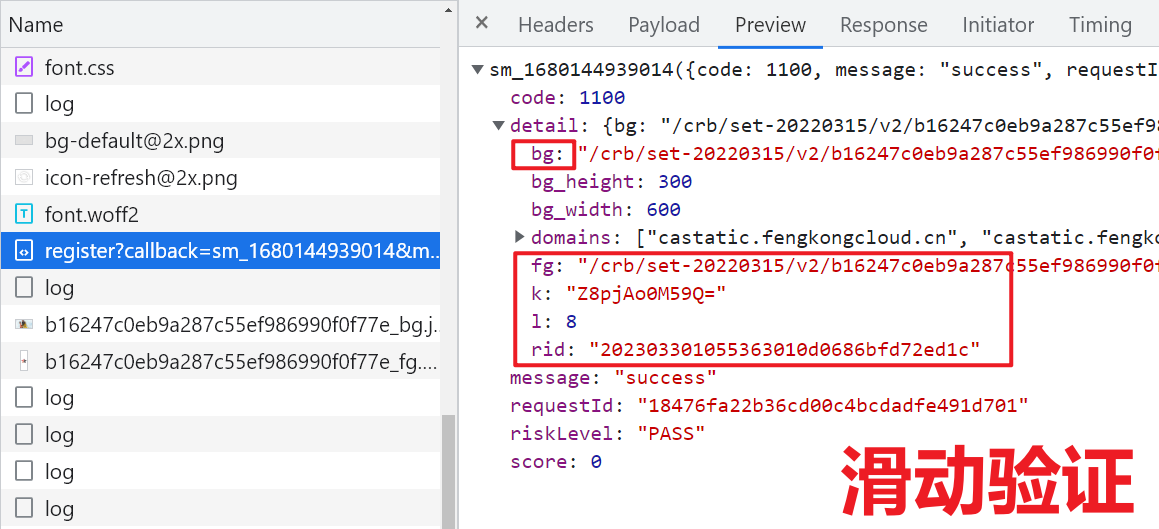 Name
font.css
log
bg-default@2x.png
icon-refresh@2x.png
font.woff2
register?callback=sm_1680144939014&m...
log
b16247c0eb9a287c55ef986990f0f77e_bg.j...
b16247c0eb9a287c55ef986990f0f77e_fg....
log
log
log
log
Headers Payload Preview Response Initiator Timing
sm_1680144939014({code: 1100, message: "success", requestI
code: 1100
detail: {bg: "/crb/set-20220315/v2/b16247c0eb9a287c55ef98
bg: "/crb/set-20220315/v2/b16247c0eb9a287c55ef986990f0f
bg_height: 300
bg_width: 600
domains: ["castatic.fengkongcloud.cn", "castatic.fengko
fg: "/crb/set-20220315/v2/b16247c0eb9a287c55ef986990f0f
k: "Z8pjAo0M59Q="
l: 8
rid: "202303301055363010d0686bfd72ed1c"
message: "success"
requestId: "18476fa22b36cd00c4bcdadfe491d701"
riskLevel: "PASS"
score: 0
滑动验证